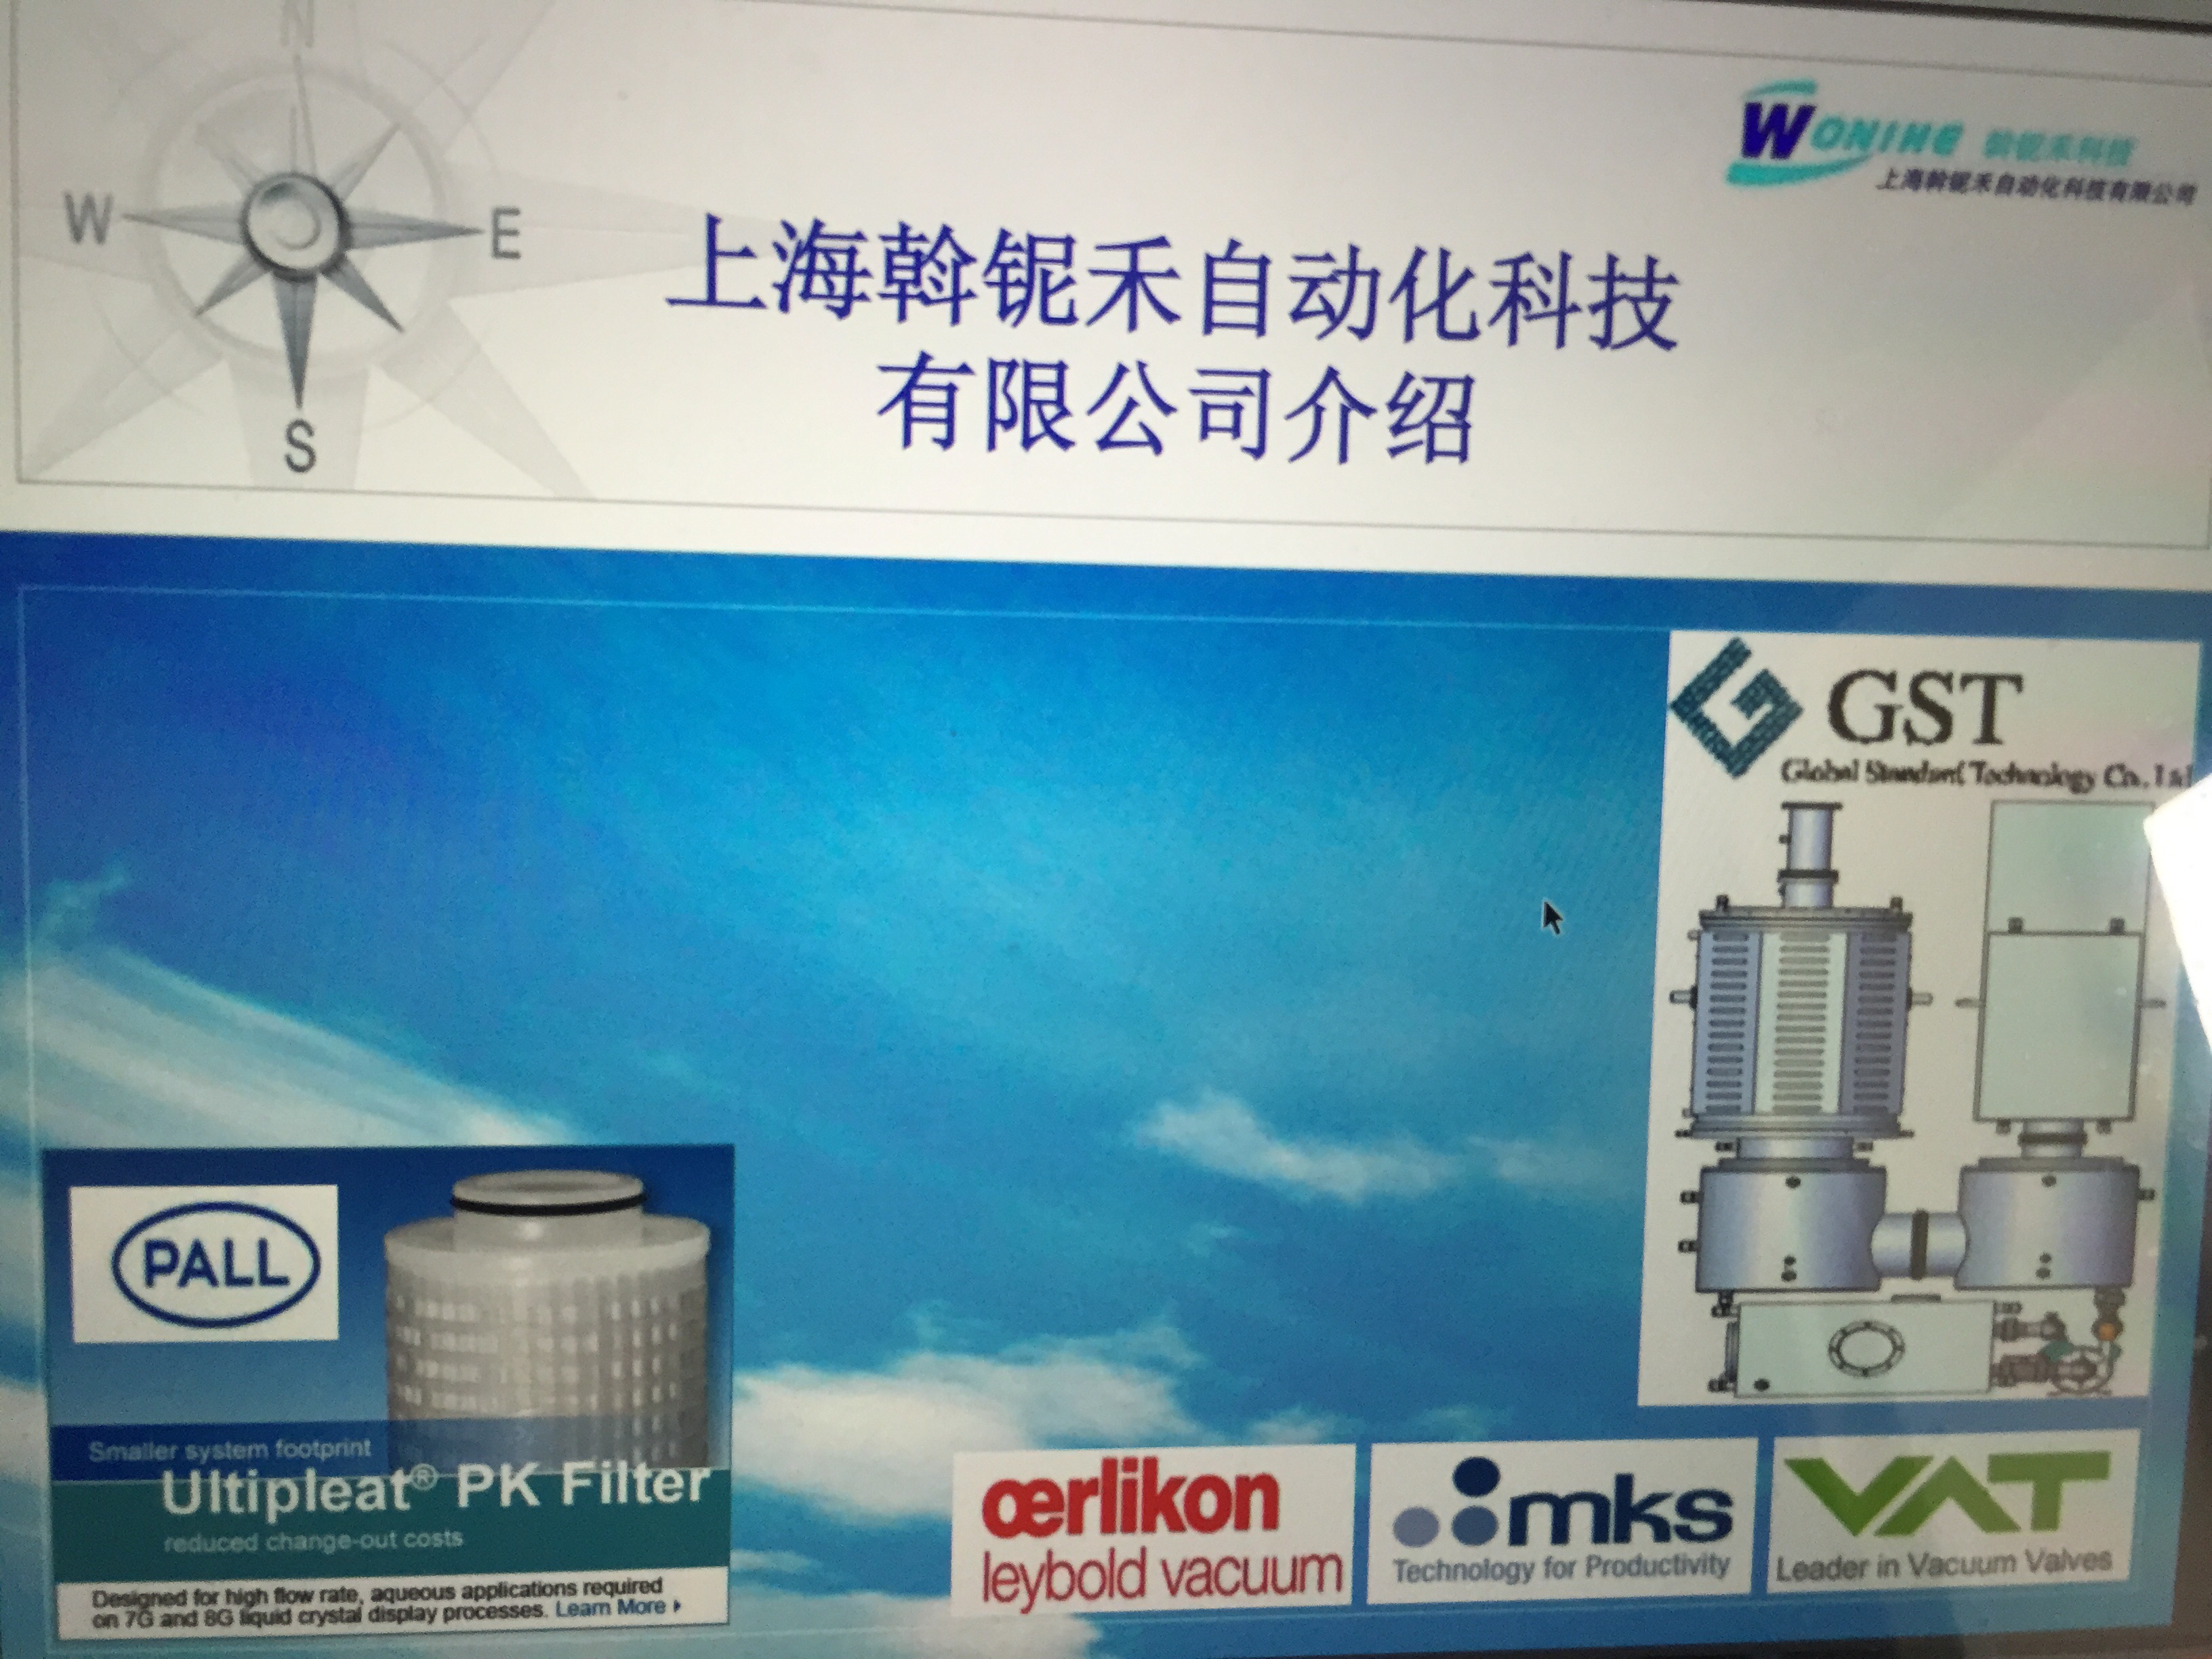 N
W
E
S
WONIHE 斡铌禾科技
上海斡铌禾自动化科技有限公司
上海斡铌禾自动化科技
有限公司介绍
GST
Global Standard Technology Co., Ltd
PALL
Smaller system footprint
Ultipleat® PK Filter
reduced change-out costs
Designed for high flow rate, aqueous applications required
on 7G and 8G liquid crystal display processes. Learn More
œrlikon
leybold vacuum
mks
Technology for Productivity
VAT
Leader in Vacuum Valves